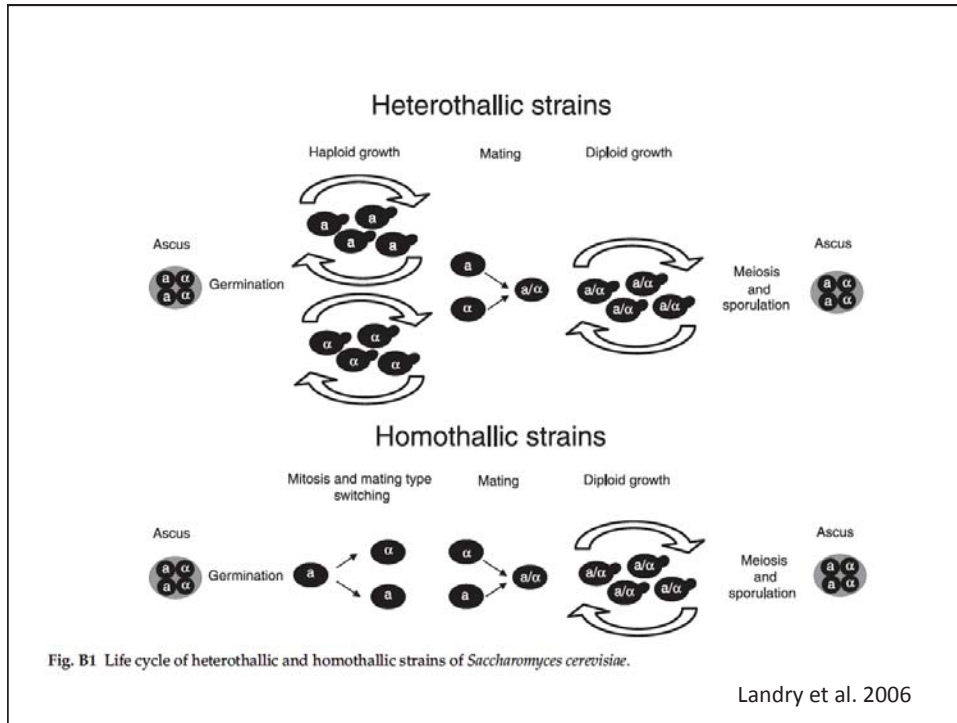 Heterothallic strains
Haploid growth
Mating
Diploid growth
a
a
a
a
Ascus
a α
a α
Germination
a
α
a/α
a/α
a/α
a/α
a/α
Meiosis
and
sporulation
Ascus
a α
a α
α
α
α
α
Homothallic strains
Mitosis and mating type
switching
Mating
Diploid growth
Ascus
a α
a α
Germination
a
α
a
α
a
a/α
a/α
a/α
a/α
a/α
Meiosis
and
sporulation
Ascus
a α
a α
Fig. B1 Life cycle of heterothallic and homothallic strains of Saccharomyces cerevisiae.
Landry et al. 2006